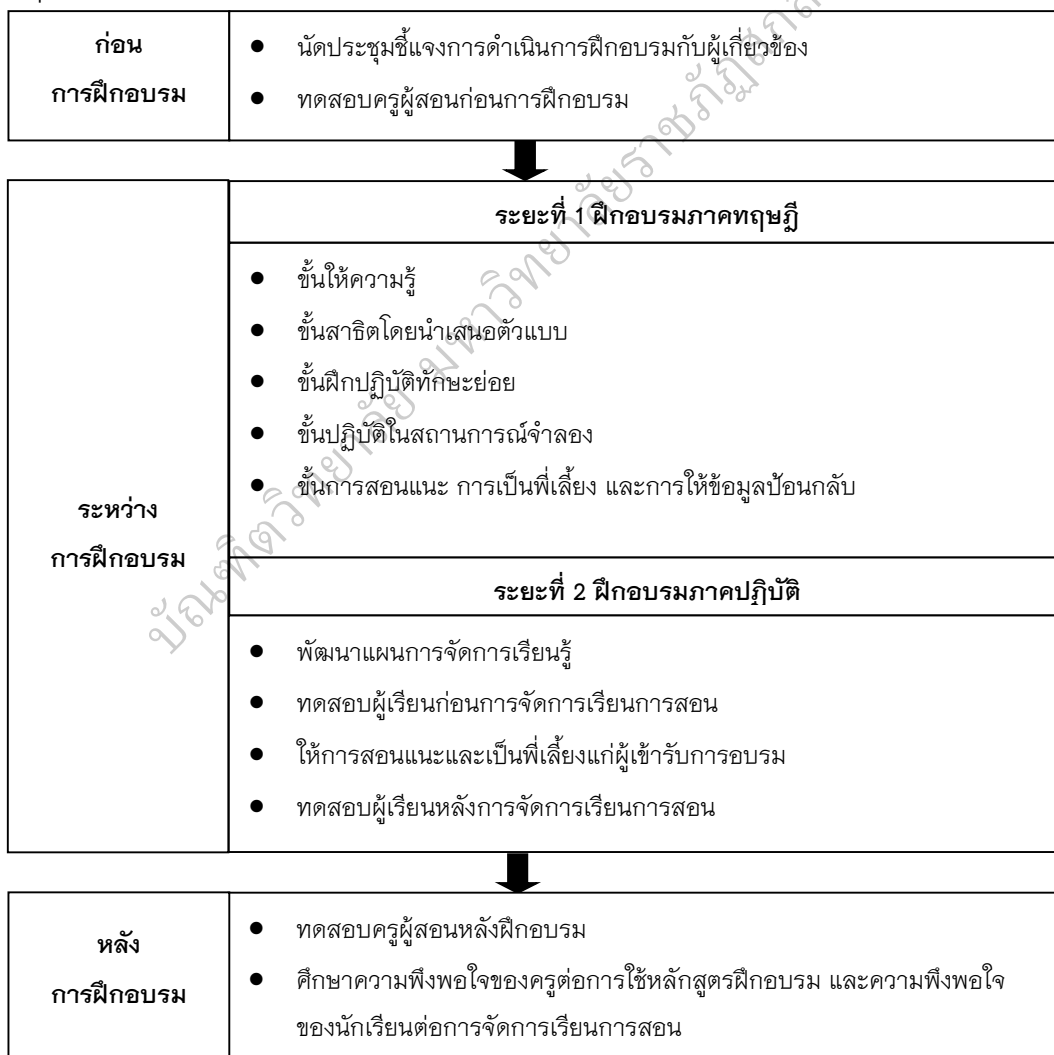 ก่อน
การฝึกอบรม
● นัดประชุมชี้แจงการดำเนินการฝึกอบรมกับผู้เกี่ยวข้อง
● ทดสอบครูผู้สอนก่อนการฝึกอบรม
ระหว่าง
การฝึกอบรม
ระยะที่ 1 ฝึกอบรมภาคทฤษฎี
● ขั้นให้ความรู้
● ขั้นสาธิตโดยนำเสนอตัวแบบ
● ขั้นฝึกปฏิบัติทักษะย่อย
● ขั้นปฏิบัติในสถานการณ์จำลอง
● ขั้นการสอนแนะ การเป็นพี่เลี้ยง และการให้ข้อมูลป้อนกลับ
ระยะที่ 2 ฝึกอบรมภาคปฏิบัติ
● พัฒนาแผนการจัดการเรียนรู้
● ทดสอบผู้เรียนก่อนการจัดการเรียนการสอน
● ให้การสอนแนะและเป็นพี่เลี้ยงแก่ผู้เข้ารับการอบรม
● ทดสอบผู้เรียนหลังการจัดการเรียนการสอน
หลัง
การฝึกอบรม
● ทดสอบครูผู้สอนหลังฝึกอบรม
● ศึกษาความพึงพอใจของครูต่อการใช้หลักสูตรฝึกอบรม และความพึงพอใจ
ของนักเรียนต่อการจัดการเรียนการสอน
บัณฑิตวิทยาลัย มหาวิทยาลัยราชภัฏ